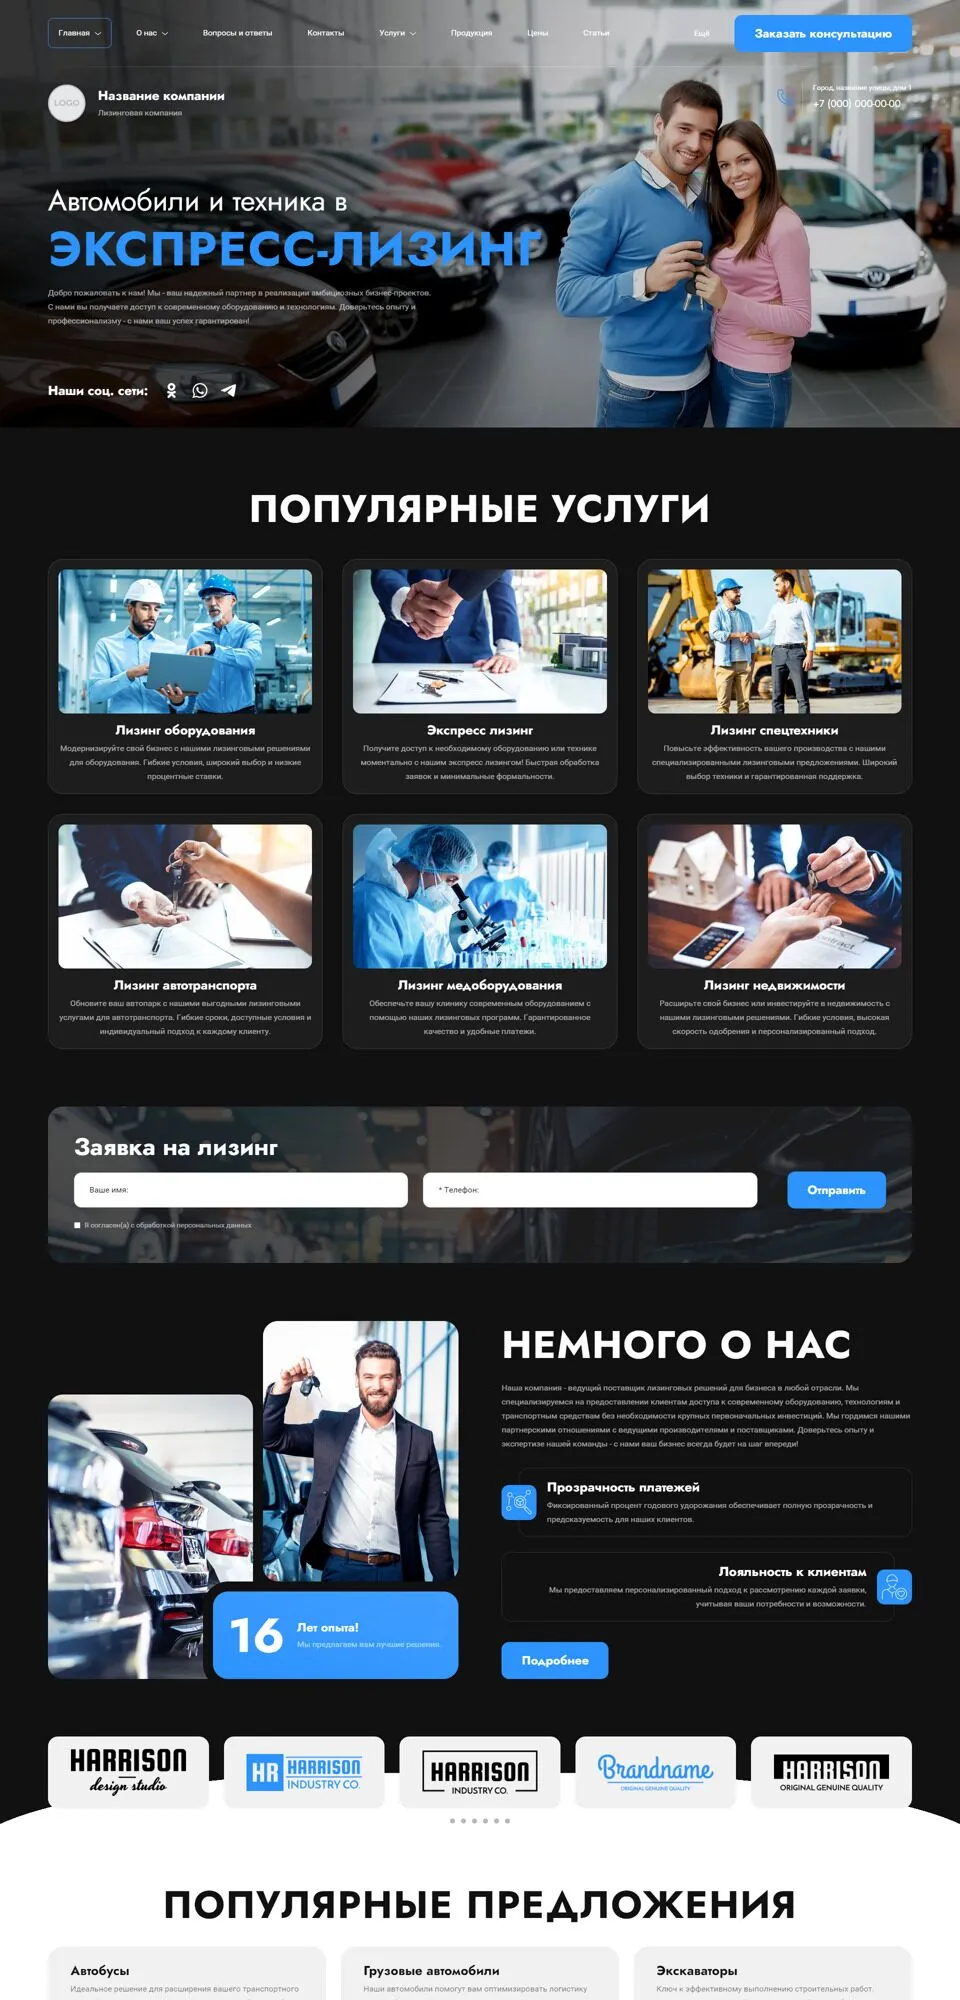 Главная
О нас
Вопросы и ответы
Контакты
Услуги
Продукция
Цены
Статьи
Ещё
Заказать консультацию
LOGO
Название компании
Лизинговая компания
Город, название улицы, дом 1
+7 (000) 000-00-00
Автомобили и техника в
ЭКСПРЕСС-ЛИЗИНГ
Добро пожаловать к нам! Мы - ваш надежный партнер в реализации амбициозных бизнес-проектов.
С нами вы получаете доступ к современному оборудованию и технологиям. Доверьтесь опыту и
профессионализму - с нами ваш успех гарантирован!
Наши соц. сети:
ПОПУЛЯРНЫЕ УСЛУГИ
Лизинг оборудования
Модернизируйте свой бизнес с нашими лизинговыми решениями
для оборудования. Гибкие условия, широкий выбор и низкие
процентные ставки.
Экспресс лизинг
Получите доступ к необходимому оборудованию или технике
моментально с нашим экспресс лизингом! Быстрая обработка
заявок и минимальные формальности.
Лизинг спецтехники
Повысьте эффективность вашего производства с нашими
специализированными лизинговыми предложениями. Широкий
выбор техники и гарантированная поддержка.
Лизинг автотранспорта
Обновите ваш автопарк с нашими выгодными лизинговыми
услугами для автотранспорта. Гибкие сроки, доступные условия и
индивидуальный подход к каждому клиенту.
Лизинг медоборудования
Обеспечьте вашу клинику современным оборудованием с
помощью наших лизинговых программ. Гарантированное
качество и удобные платежи.
Contract
Лизинг недвижимости
Расширьте свой бизнес или инвестируйте в недвижимость с
нашими лизинговыми решениями. Гибкие условия, высокая
скорость одобрения и персонализированный подход.
Заявка на лизинг
Ваше имя:
* Телефон:
Отправить
Я согласен(а) с обработкой персональных данных
НЕМНОГО О НАС
Наша компания - ведущий поставщик лизинговых решений для бизнеса в любой отрасли. Мы
специализируемся на предоставлении клиентам доступа к современному оборудованию, технологиям и
транспортным средствам без необходимости крупных первоначальных инвестиций. Мы гордимся нашими
партнерскими отношениями с ведущими производителями и поставщиками. Доверьтесь опыту и
экспертизе нашей команды - с нами ваш бизнес всегда будет на шаг впереди!
Прозрачность платежей
Фиксированный процент годового удорожания обеспечивает полную прозрачность и
предсказуемость для наших клиентов.
Лояльность к клиентам
Мы предоставляем персонализированный подход к рассмотрению каждой заявки,
учитывая ваши потребности и возможности.
16
Лет опыта!
Мы предлагаем вам лучшие решения.
Подробнее
HARRISON
design studio
HR HARRISON
INDUSTRY CO.
HARRISON
INDUSTRY CO.
Brandname
ORIGINAL GENUINE QUALITY
HARRISON
ORIGINAL GENUINE QUALITY
ПОПУЛЯРНЫЕ ПРЕДЛОЖЕНИЯ
Автобусы
Идеальное решение для расширения вашего транспортного
Грузовые автомобили
Наши автомобили помогут вам оптимизировать логистику
Экскаваторы
Ключ к эффективному выполнению строительных работ.